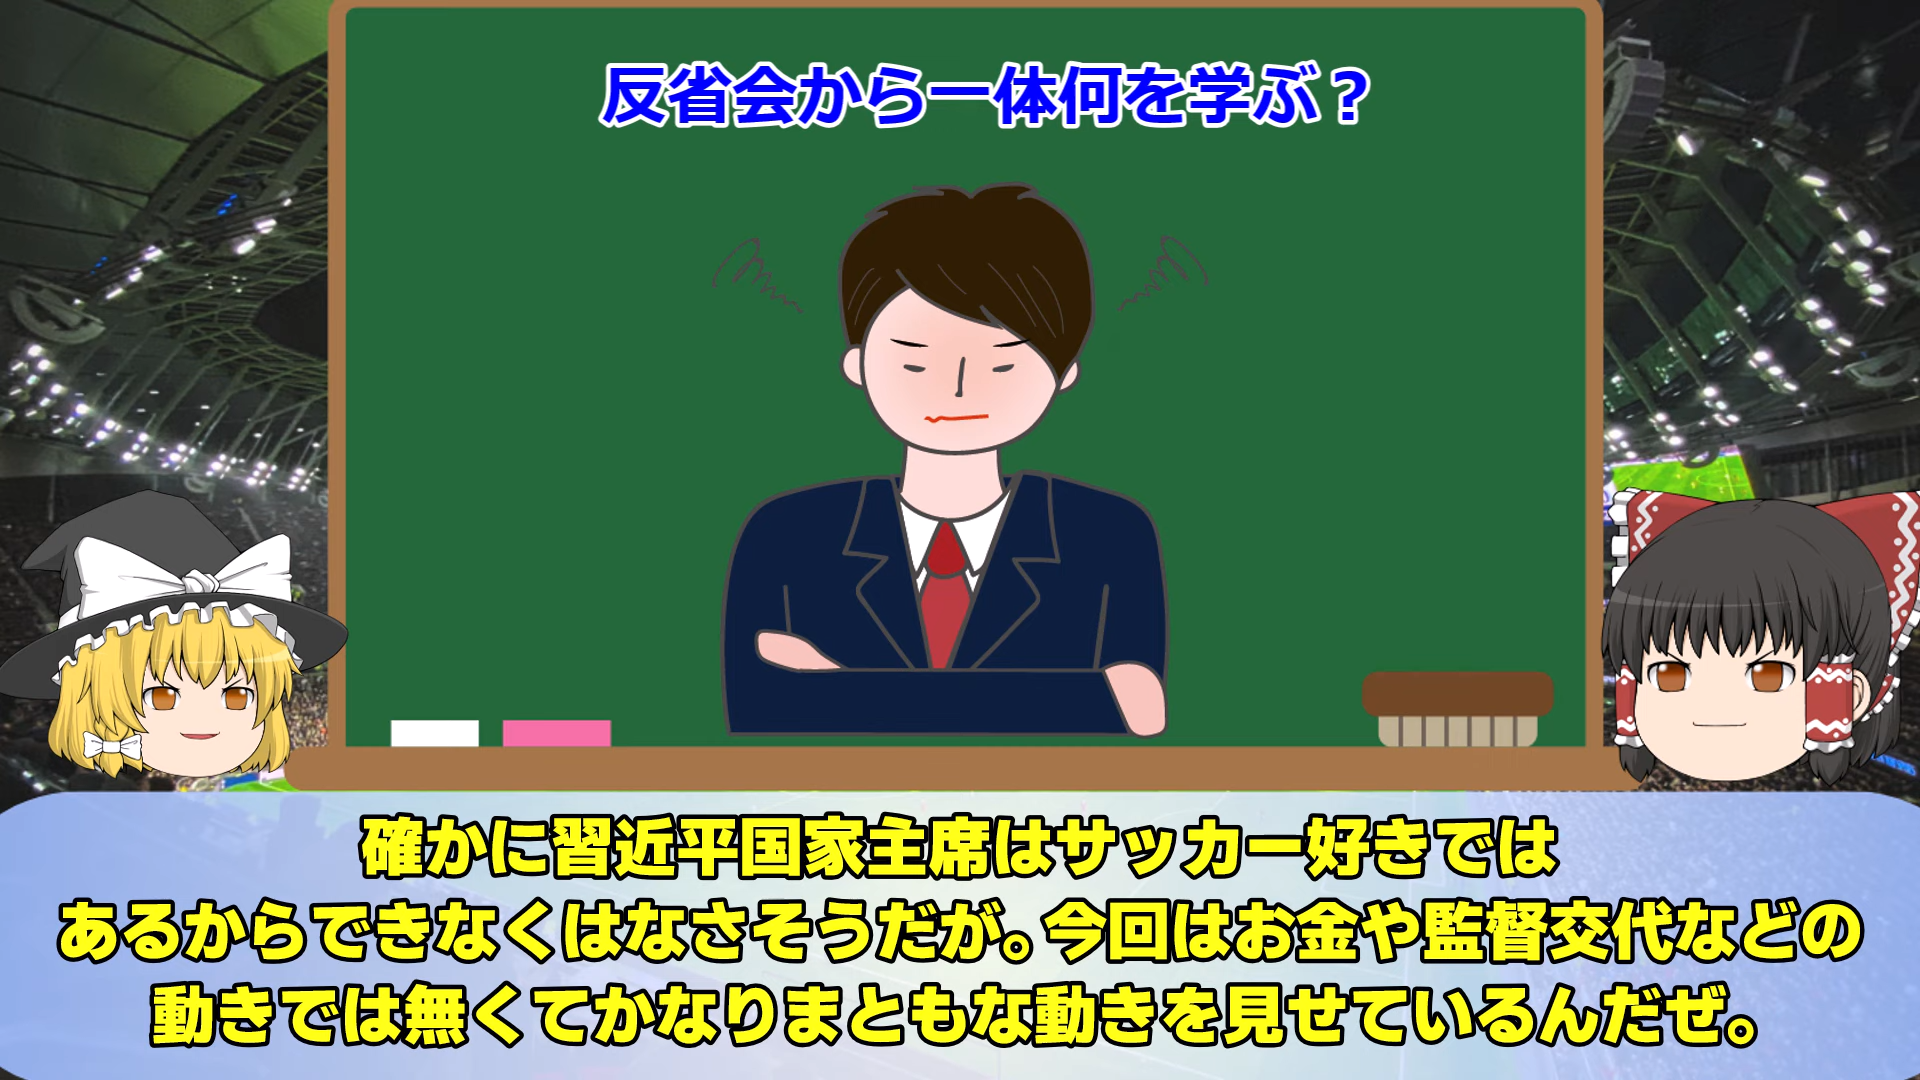 反省会から一体何を学ぶ？
確かに習近平国家主席はサッカー好きでは
あるからできなくはなさそうだが。今回はお金や監督交代などの
動きでは無くてかなりまともな動きを見せているんだぜ。